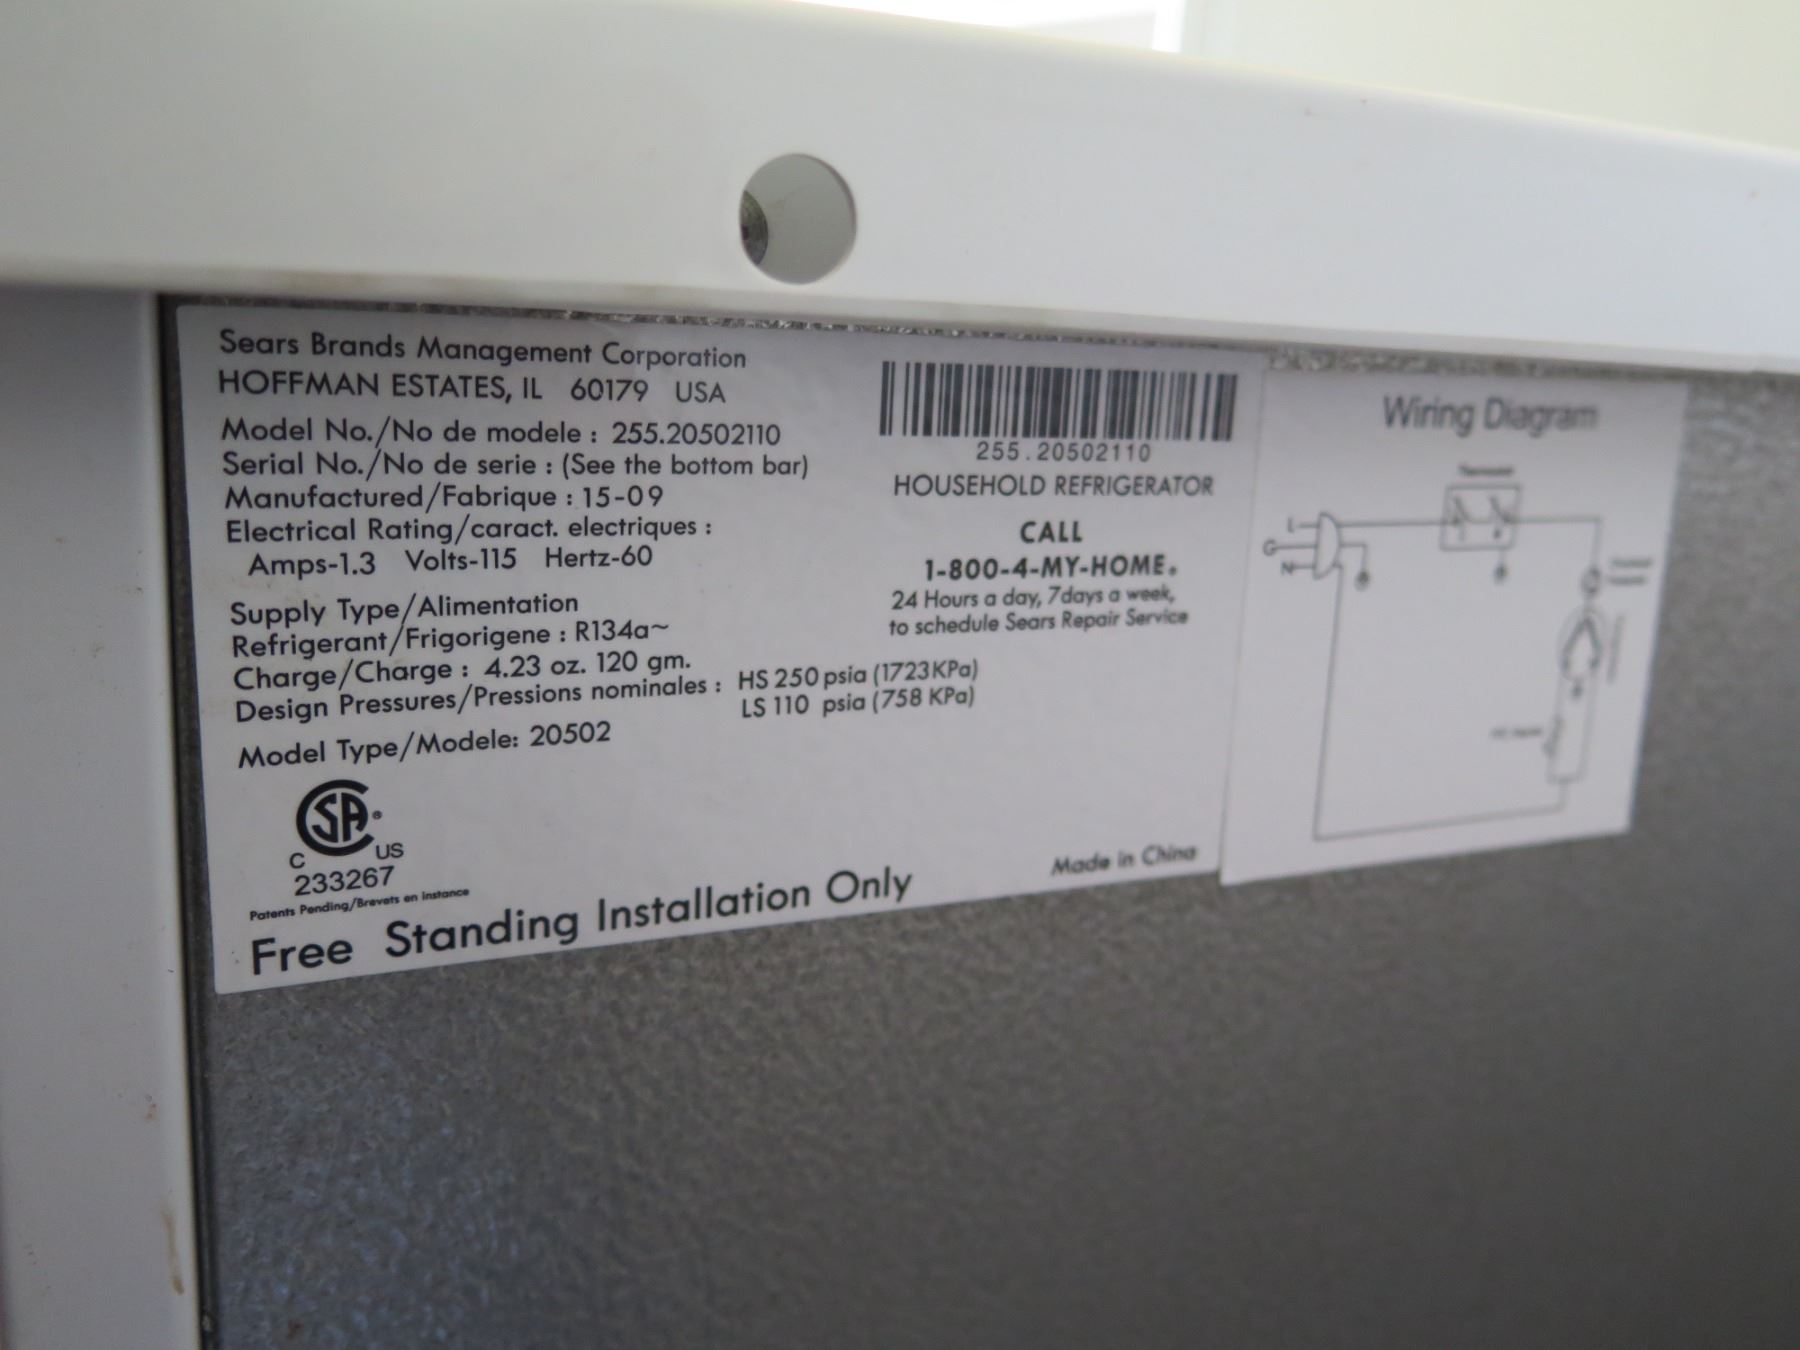 Sears Brands Management Corporation
HOFFMAN ESTATES, IL 60179 USA
Model No./No de modele : 255.20502110
Serial No./No de serie : (See the bottom bar)
Manufactured/Fabrique : 15-09
Electrical Rating/caract. electriques :
Amps-1.3 Volts-115 Hertz-60
Supply Type/Alimentation
Refrigerant/Frigorigene : R134a~
Charge/Charge : 4.23 oz. 120 gm.
Design Pressures/Pressions nominales : HS 250 psia (1723KPa)
LS 110 psia (758 KPa)
Model Type/Modele: 20502
CSA®
C US
233267
Patents Pending/Brevets en instance
Free Standing Installation Only
255.20502110
HOUSEHOLD REFRIGERATOR
CALL
1-800-4-MY-HOME®
24 Hours a day, 7days a week,
to schedule Sears Repair Service
Made in China
Wiring Diagram
L
G
N